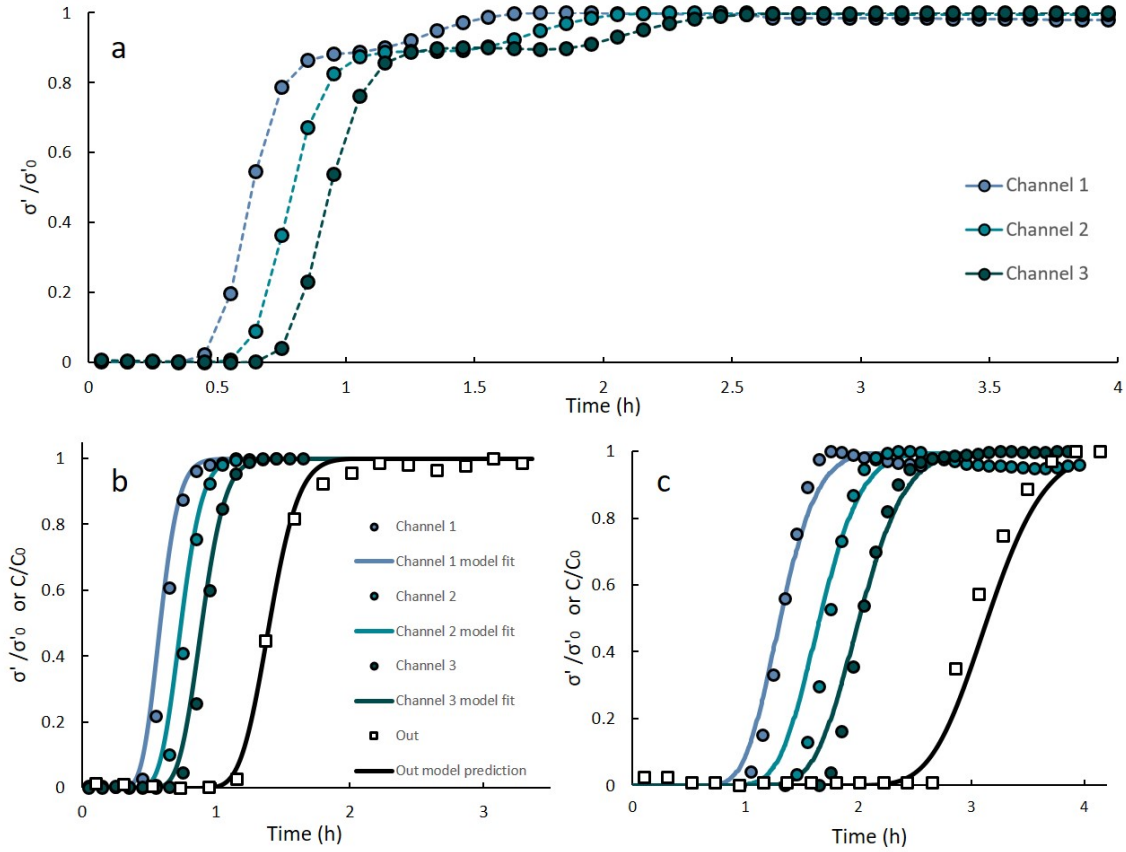 a
1
0.8
0.6
0.4
0.2
0
σ' /σ'₀
0 0.5 1 1.5 2 2.5 3 3.5 4
Time (h)
Channel 1
Channel 2
Channel 3
b
1
0.8
0.6
0.4
0.2
0
σ' /σ'₀ or C/C₀
0 1 2 3
Time (h)
Channel 1
Channel 1 model fit
Channel 2
Channel 2 model fit
Channel 3
Channel 3 model fit
Out
Out model prediction
c
1
0.8
0.6
0.4
0.2
0
σ' /σ'₀ or C/C₀
0 1 2 3 4
Time (h)